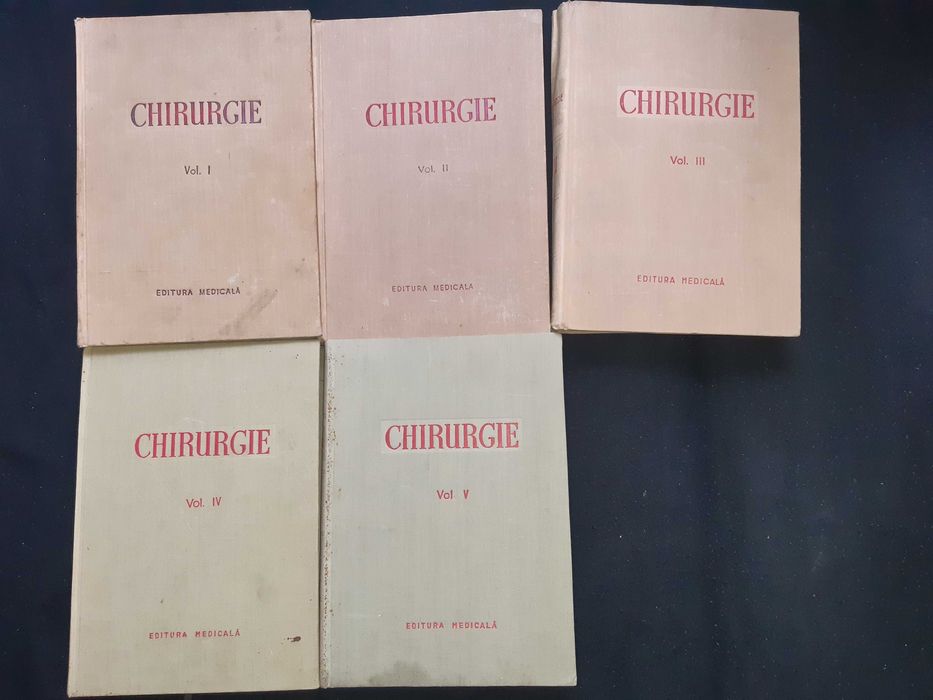 CHIRURGIE
Vol. I
EDITURA MEDICALĂ
CHIRURGIE
Vol. II
EDITURA MEDICALA
CHIRURGIE
Vol. III
EDITURA MEDICALĂ
CHIRURGIE
Vol. IV
EDITURA MEDICALĂ
CHIRURGIE
Vol V
EDITURA MEDICALĂ